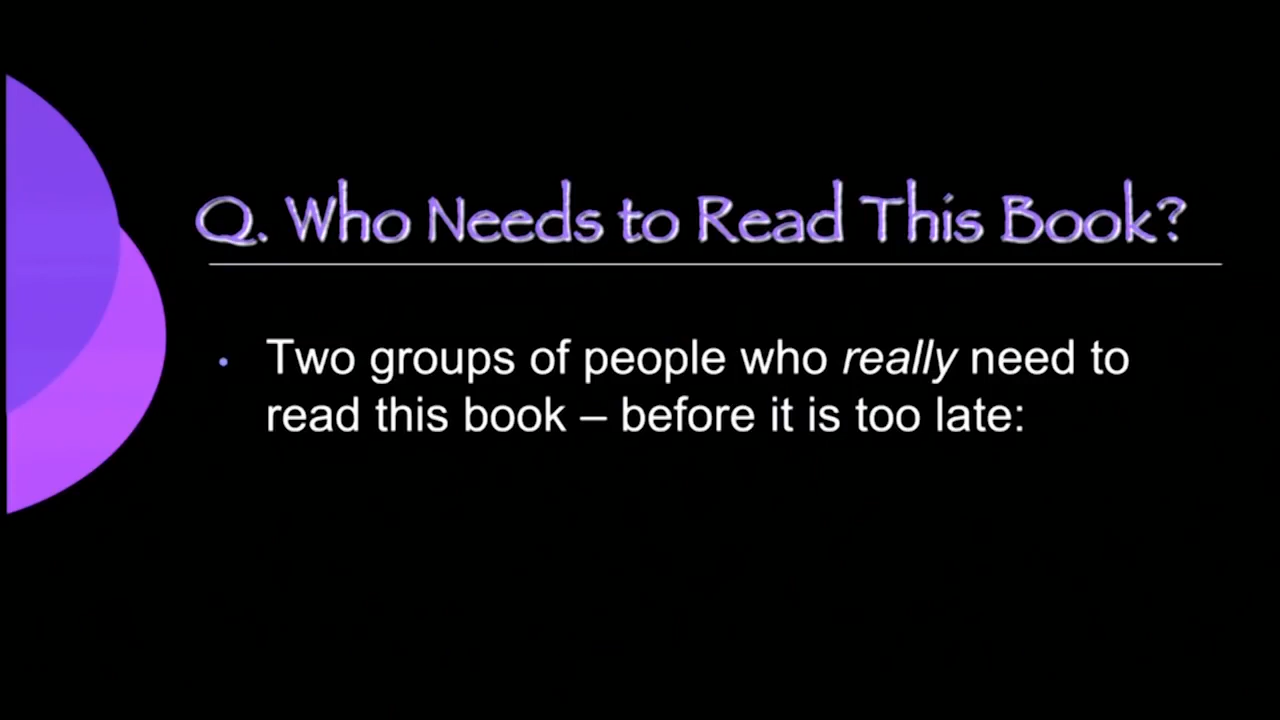 Q. Who Needs to Read This Book?
• Two groups of people who really need to
read this book – before it is too late: